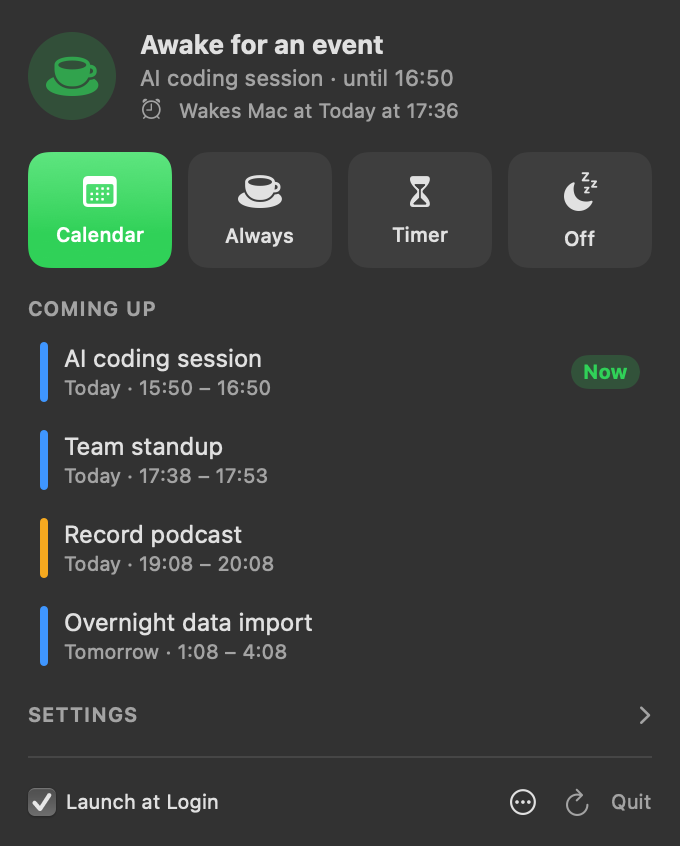 Awake for an event
AI coding session · until 16:50
Wakes Mac at Today at 17:36
Calendar
Always
Timer
Off
COMING UP
AI coding session
Today · 15:50 – 16:50
Now
Team standup
Today · 17:38 – 17:53
Record podcast
Today · 19:08 – 20:08
Overnight data import
Tomorrow · 1:08 – 4:08
SETTINGS
Launch at Login
Quit